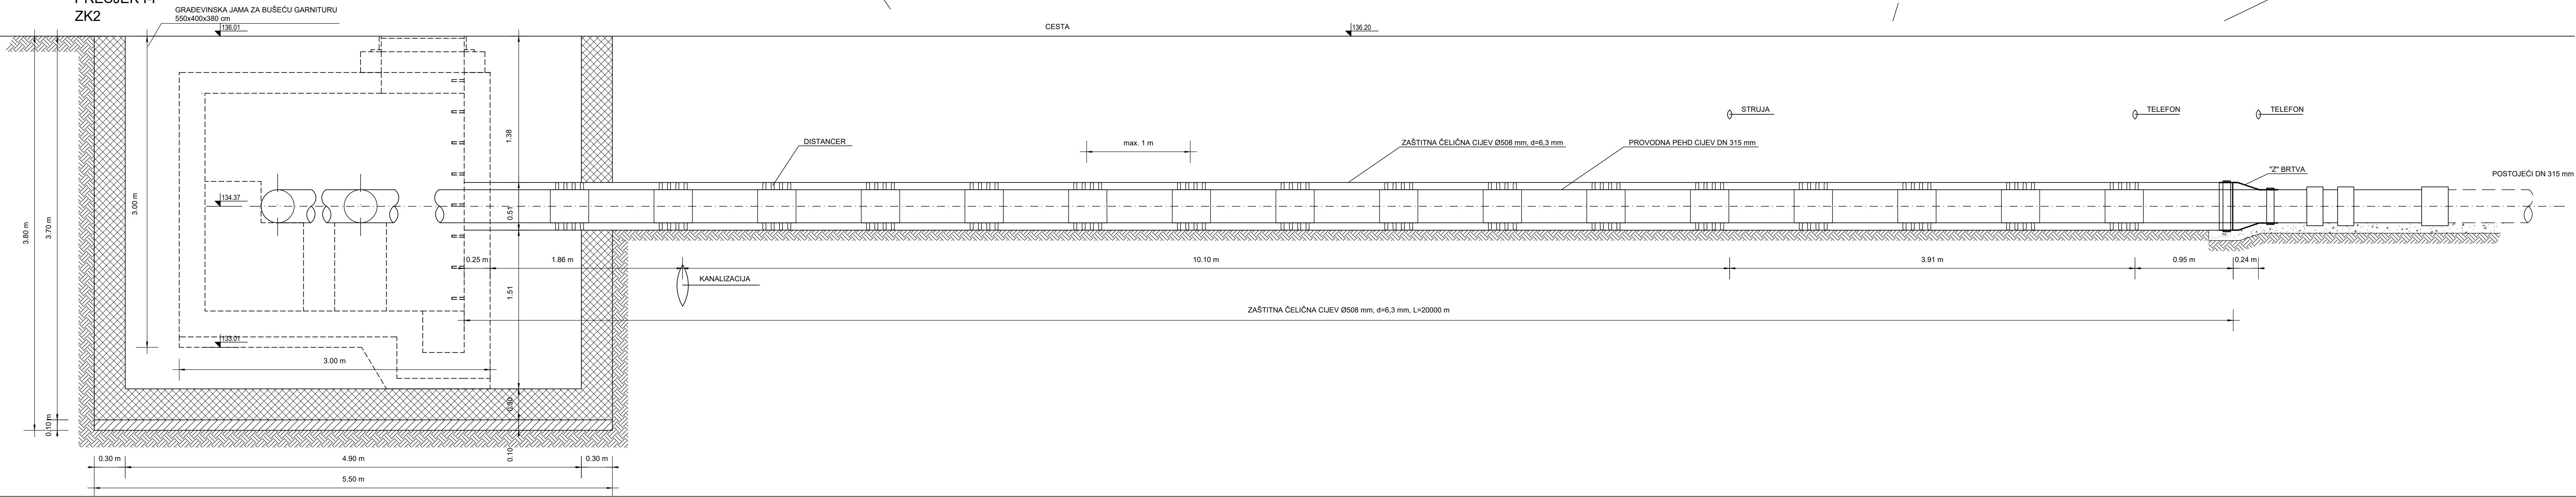 PRESJEK I-I
ZK2
GRAĐEVINSKA JAMA ZA BUŠEĆU GARNITURU
550x400x380 cm
136.01
CESTA
136.20
STRUJA
TELEFON
TELEFON
DISTANCER
max. 1 m
ZAŠTITNA ČELIČNA CIJEV Ø508 mm, d=6,3 mm
PROVODNA PEHD CIJEV DN 315 mm
"Z" BRTVA
POSTOJEĆI DN 315 mm
1.38
3.00 m
134.37
0.51
3.80 m
3.70 m
0.25 m
1.86 m
10.10 m
3.91 m
0.95 m
0.24 m
KANALIZACIJA
1.51
ZAŠTITNA ČELIČNA CIJEV Ø508 mm, d=6,3 mm, L=20000 m
133.01
3.00 m
0.30
0.10 m
0.10
0.30 m
4.90 m
0.30 m
5.50 m